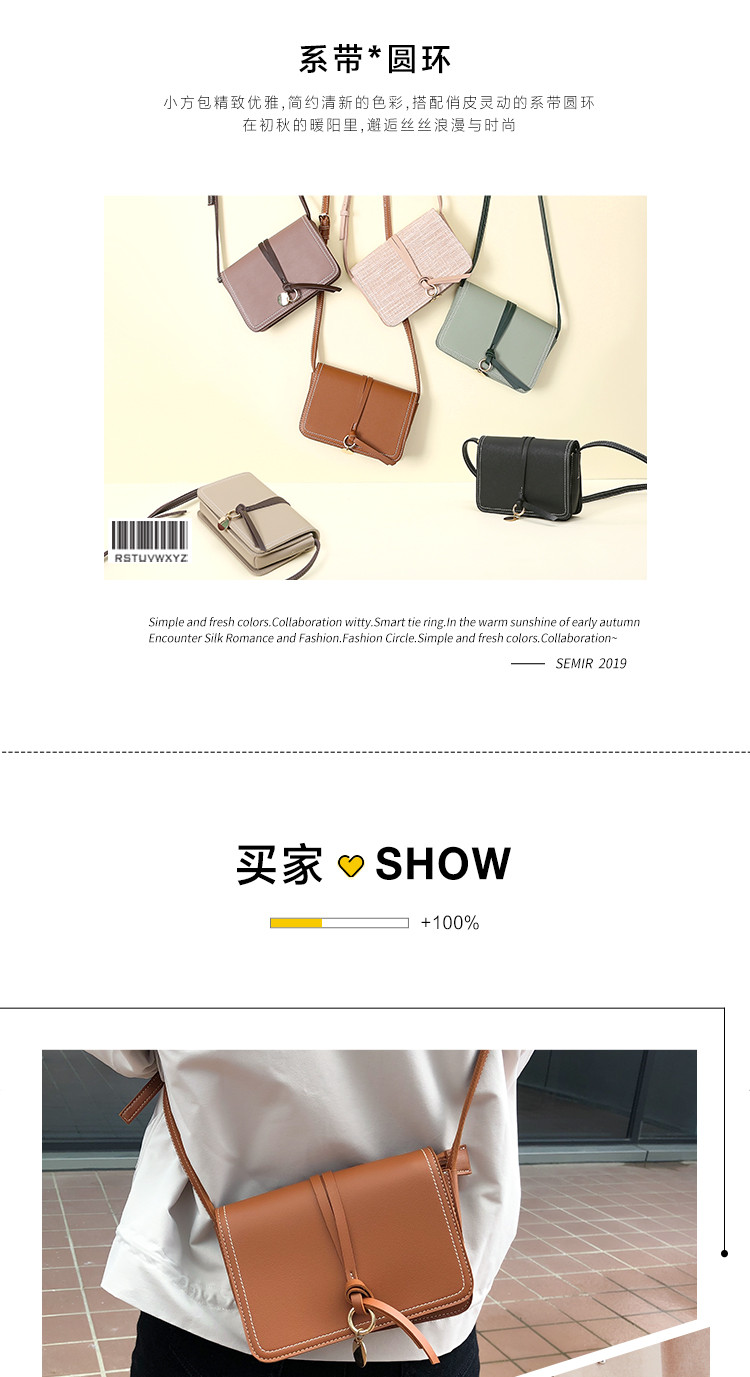 系带*圆环
小方包精致优雅,简约清新的色彩,搭配俏皮灵动的系带圆环
在初秋的暖阳里,邂逅丝丝浪漫与时尚
RSTUVWXYZ
Simple and fresh colors.Collaboration witty.Smart tie ring.In the warm sunshine of early autumn
Encounter Silk Romance and Fashion.Fashion Circle.Simple and fresh colors.Collaboration~
SEMIR 2019
买家 SHOW
+100%